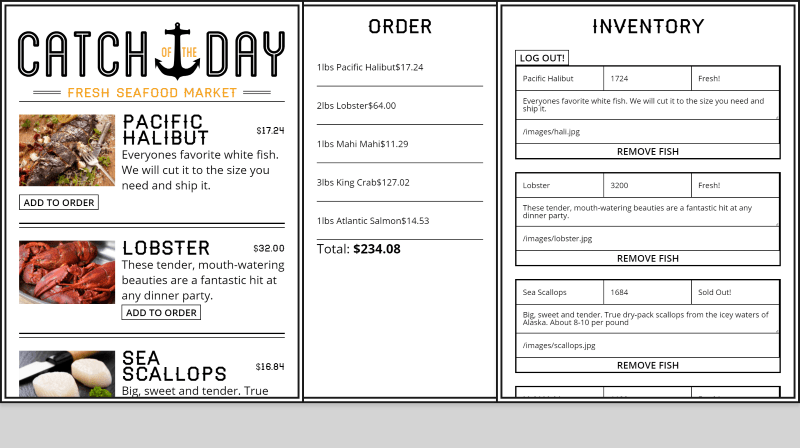 CATCH OF THE DAY
FRESH SEAFOOD MARKET
PACIFIC
HALIBUT
$17.24
Everyones favorite white fish.
We will cut it to the size you
need and ship it.
ADD TO ORDER
LOBSTER
$32.00
These tender, mouth-watering
beauties are a fantastic hit at
any dinner party.
ADD TO ORDER
SEA
SCALLOPS
$16.84
Big, sweet and tender. True
ORDER
1lbs Pacific Halibut$17.24
2lbs Lobster$64.00
1lbs Mahi Mahi$11.29
3lbs King Crab$127.02
1lbs Atlantic Salmon$14.53
Total: $234.08
INVENTORY
LOG OUT!
Pacific Halibut 1724 Fresh!
Everyones favorite white fish. We will cut it to the size you need and
ship it.
/images/hali.jpg
REMOVE FISH
Lobster 3200 Fresh!
These tender, mouth-watering beauties are a fantastic hit at any
dinner party.
/images/lobster.jpg
REMOVE FISH
Sea Scallops 1684 Sold Out!
Big, sweet and tender. True dry-pack scallops from the icey waters of
Alaska. About 8-10 per pound
/images/scallops.jpg
REMOVE FISH